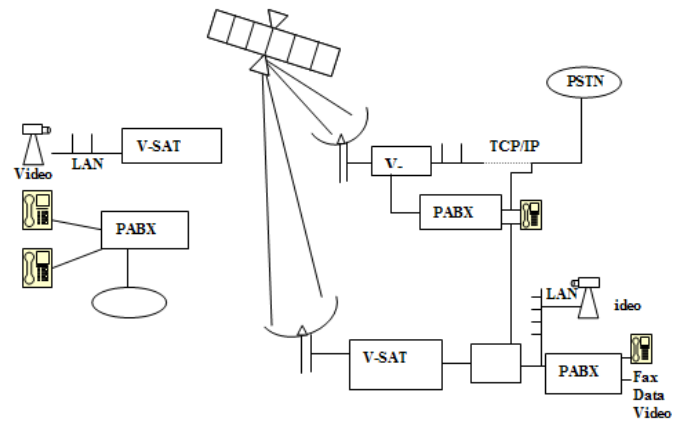 PSTN
V-SAT
TCP/IP
V-
LAN
Video
PABX
PABX
LAN
ideo
V-SAT
PABX
Fax
Data
Video